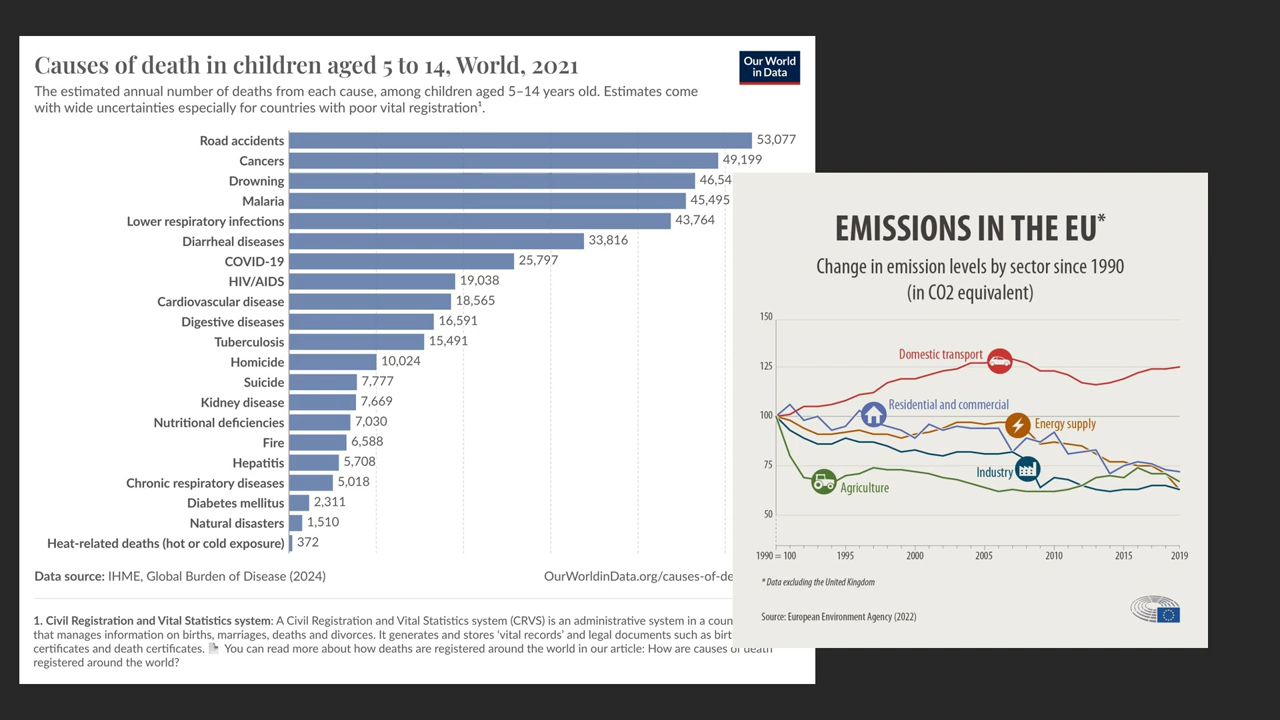 Causes of death in children aged 5 to 14, World, 2021
Our World
in Data
The estimated annual number of deaths from each cause, among children aged 5–14 years old. Estimates come
with wide uncertainties especially for countries with poor vital registration¹.
Road accidents 53,077
Cancers 49,199
Drowning 46,54
Malaria 45,495
Lower respiratory infections 43,764
Diarrheal diseases 33,816
COVID-19 25,797
HIV/AIDS 19,038
Cardiovascular disease 18,565
Digestive diseases 16,591
Tuberculosis 15,491
Homicide 10,024
Suicide 7,777
Kidney disease 7,669
Nutritional deficiencies 7,030
Fire 6,588
Hepatitis 5,708
Chronic respiratory diseases 5,018
Diabetes mellitus 2,311
Natural disasters 1,510
Heat-related deaths (hot or cold exposure) 372
Data source: IHME, Global Burden of Disease (2024)
OurWorldinData.org/causes-of-de
1. Civil Registration and Vital Statistics system: A Civil Registration and Vital Statistics system (CRVS) is an administrative system in a coun
that manages information on births, marriages, deaths and divorces. It generates and stores 'vital records' and legal documents such as birt
certificates and death certificates. You can read more about how deaths are registered around the world in our article: How are causes of death
registered around the world?
EMISSIONS IN THE EU*
Change in emission levels by sector since 1990
(in CO2 equivalent)
150
125
100
75
50
Domestic transport
Residential and commercial
Energy supply
Industry
Agriculture
1990 = 100 1995 2000 2005 2010 2015 2019
* Data excluding the United Kingdom
Source: European Environment Agency (2022)